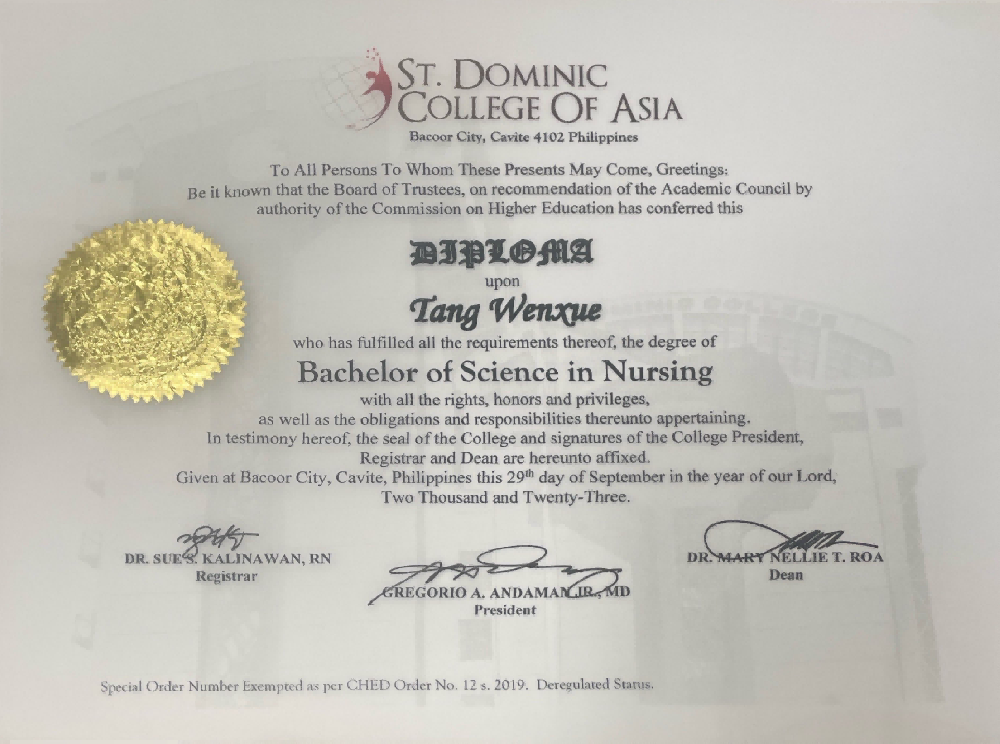 ST. DOMINIC
COLLEGE OF ASIA
Bacoor City, Cavite 4102 Philippines
To All Persons To Whom These Presents May Come, Greetings:
Be it known that the Board of Trustees, on recommendation of the Academic Council by
authority of the Commission on Higher Education has conferred this
DIPLOMA
upon
Tang Wenxue
who has fulfilled all the requirements thereof, the degree of
Bachelor of Science in Nursing
with all the rights, honors and privileges,
as well as the obligations and responsibilities thereunto appertaining.
In testimony hereof, the seal of the College and signatures of the College President,
Registrar and Dean are hereunto affixed.
Given at Bacoor City, Cavite, Philippines this 29th day of September in the year of our Lord,
Two Thousand and Twenty-Three.
DR. SUE S. KALINAWAN, RN
Registrar
DR. MARY NELLIE T. ROA
Dean
GREGORIO A. ANDAMAN JR., MD
President
Special Order Number Exempted as per CHED Order No. 12 s. 2019. Deregulated Status.